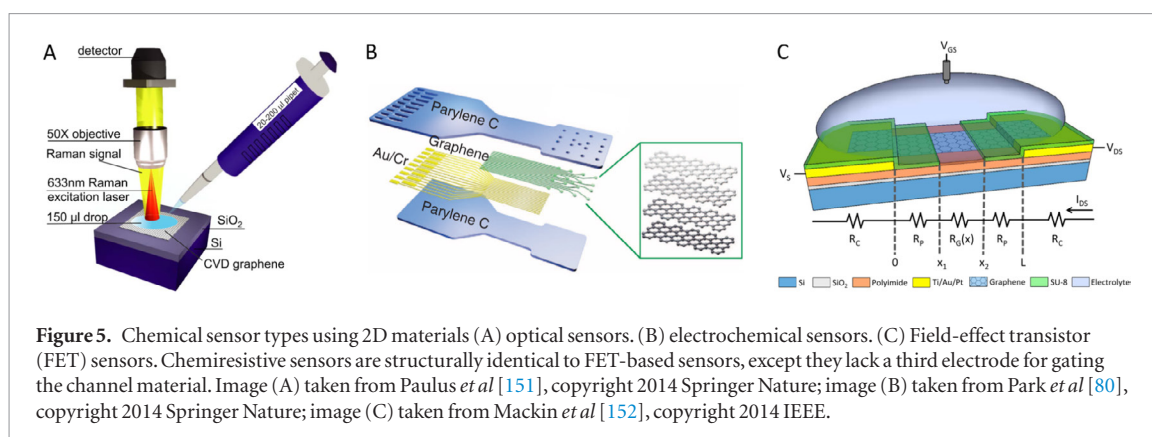 A
detector
50X objective
Raman signal
633nm Raman
excitation laser
150 µl drop
20-200 µl pipet
SiO2
Si
CVD graphene
B
Parylene C
Graphene
Au/Cr
Parylene C
C
VGS
VS
VDS
IDS
RC
RP
RG(x)
RP
RC
0
x1
x2
L
Si
SiO2
Polyimide
Ti/Au/Pt
Graphene
SU-8
Electrolyte
Figure 5. Chemical sensor types using 2D materials (A) optical sensors. (B) electrochemical sensors. (C) Field-effect transistor
(FET) sensors. Chemiresistive sensors are structurally identical to FET-based sensors, except they lack a third electrode for gating
the channel material. Image (A) taken from Paulus et al [151], copyright 2014 Springer Nature; image (B) taken from Park et al [80],
copyright 2014 Springer Nature; image (C) taken from Mackin et al [152], copyright 2014 IEEE.